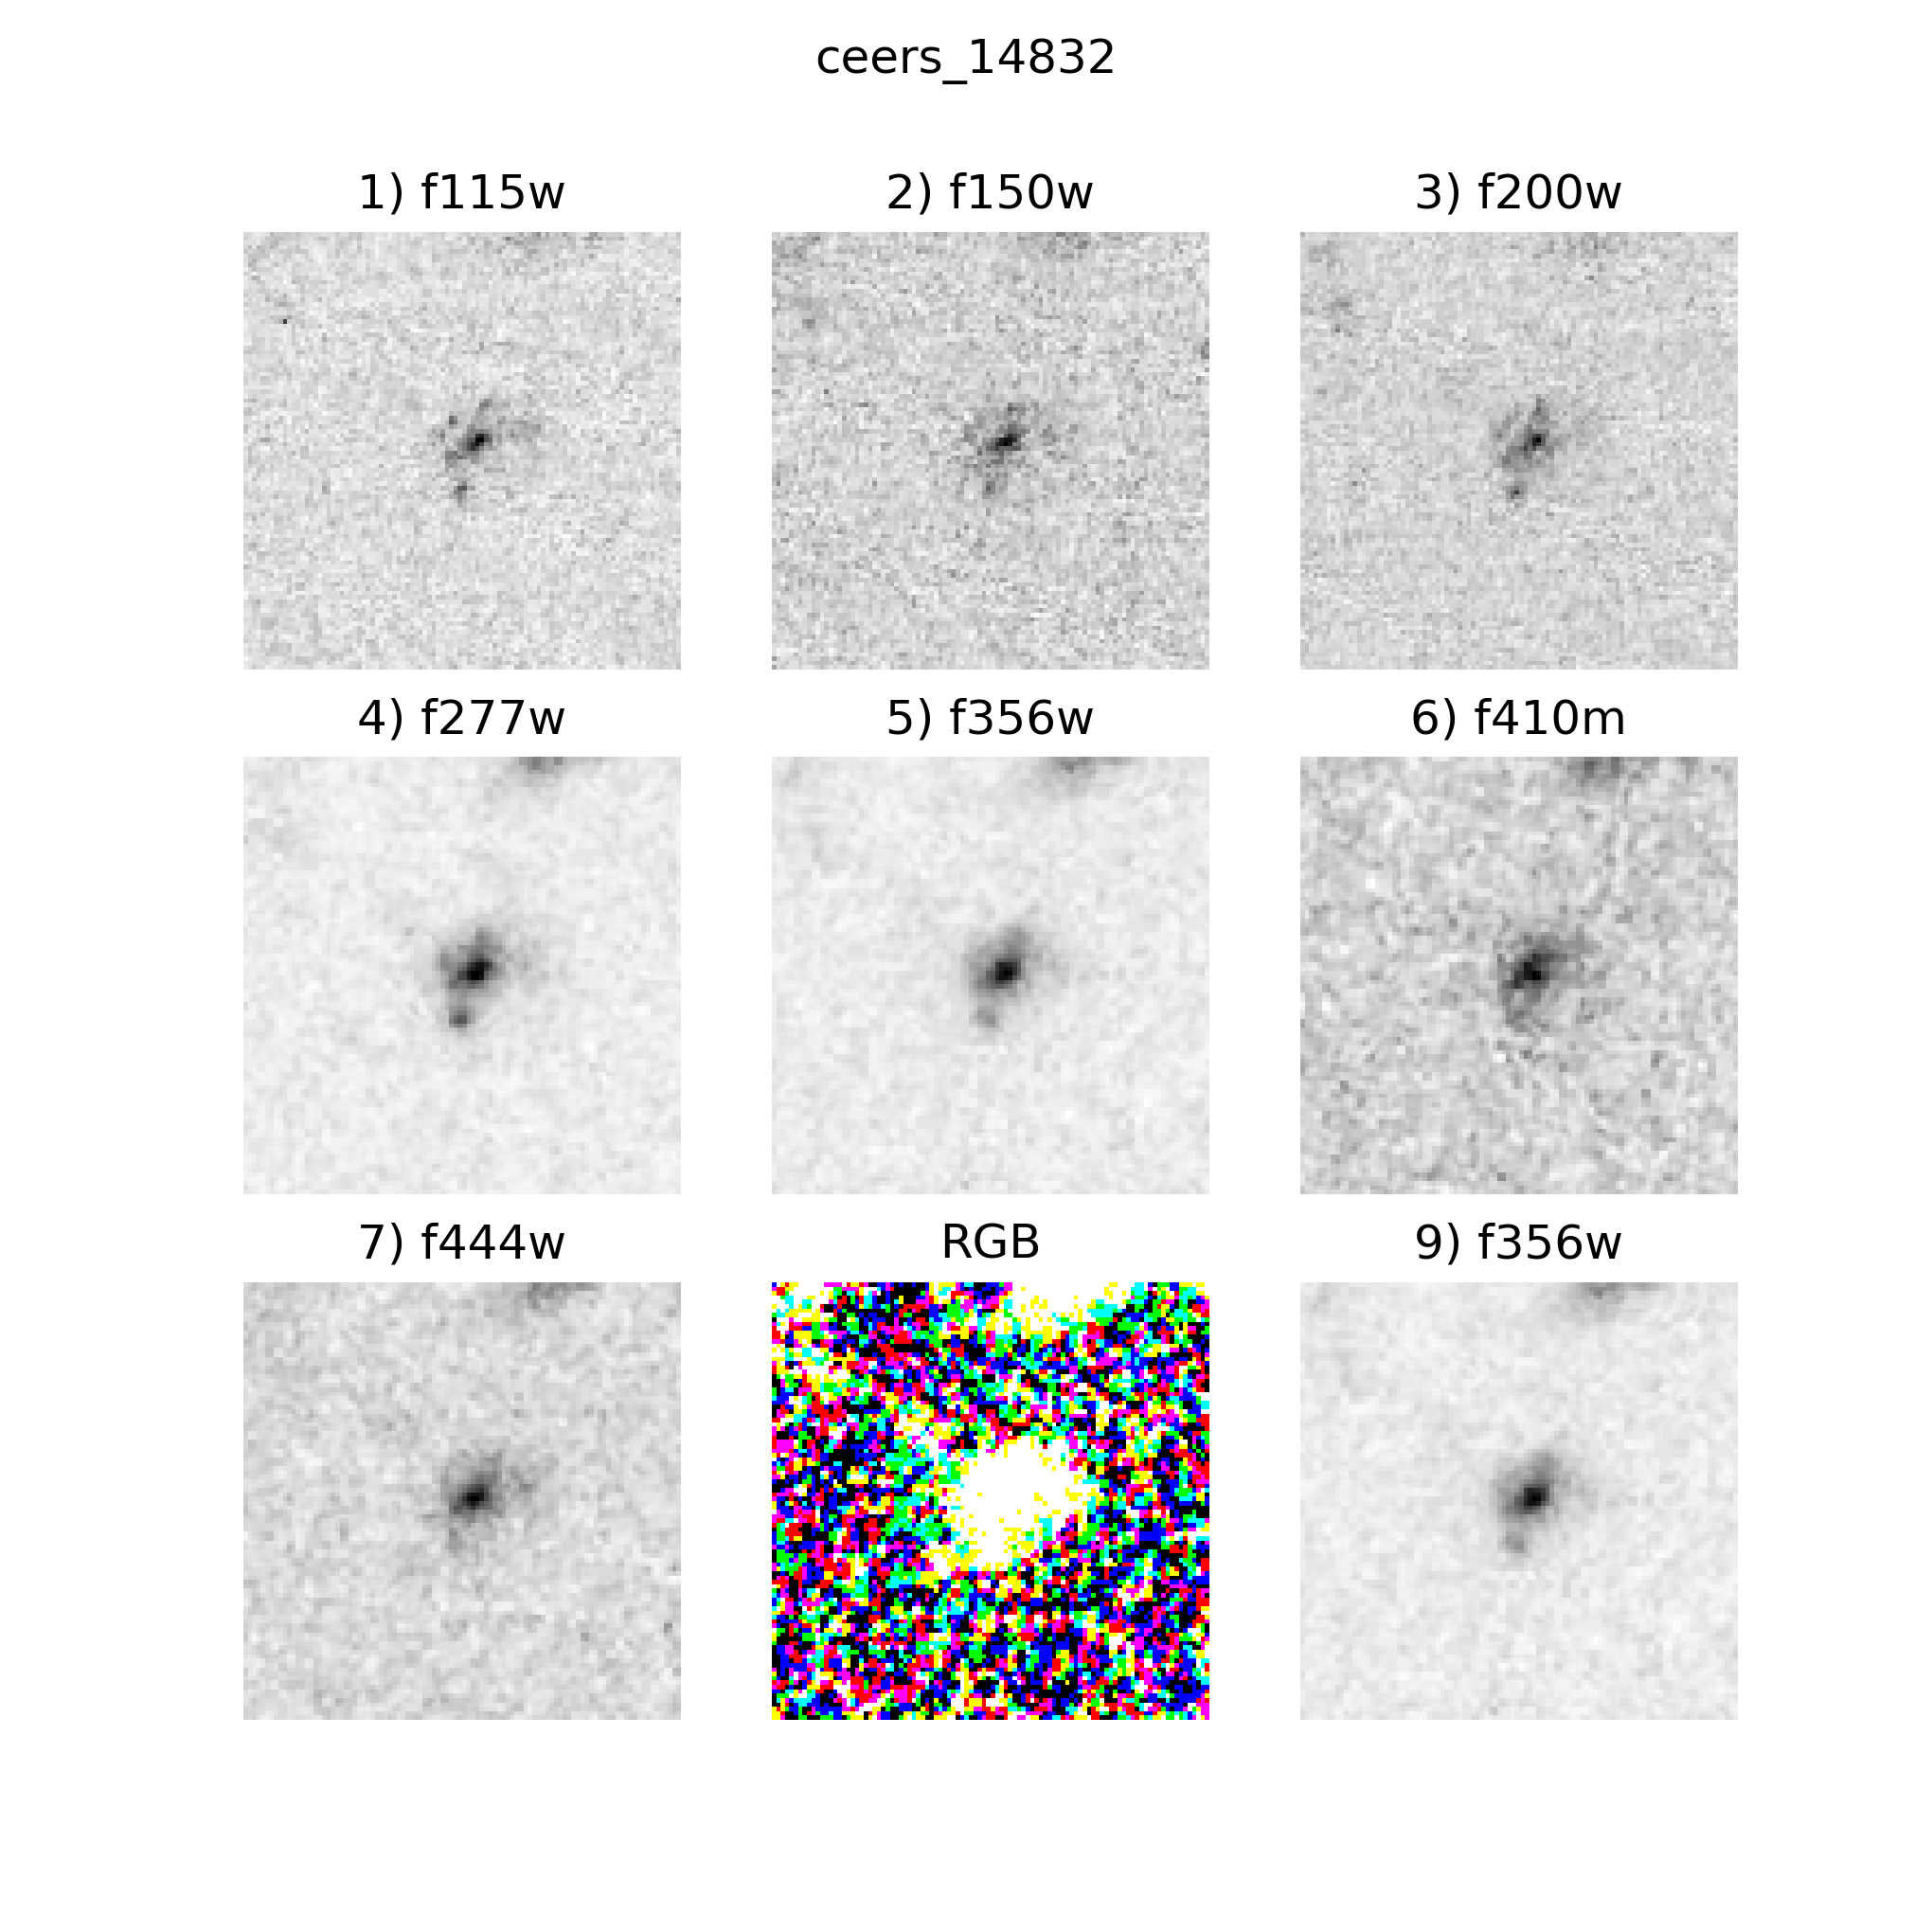 ceers_14832
1) f115w
2) f150w
3) f200w
4) f277w
5) f356w
6) f410m
7) f444w
RGB
9) f356w